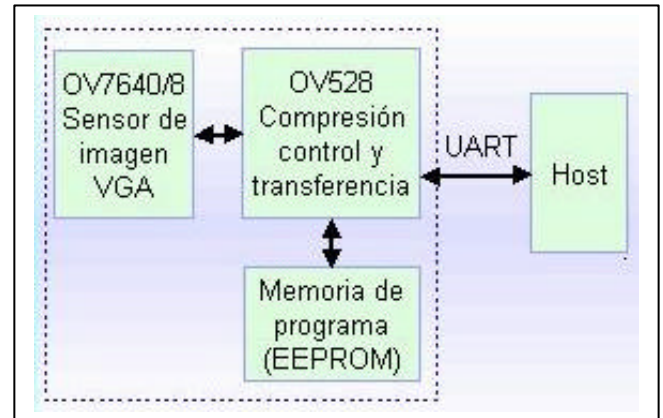 OV7640/8
Sensor de
imagen
VGA
OV528
Compresión
control y
transferencia
UART
Host
Memoria de
programa
(EEPROM)